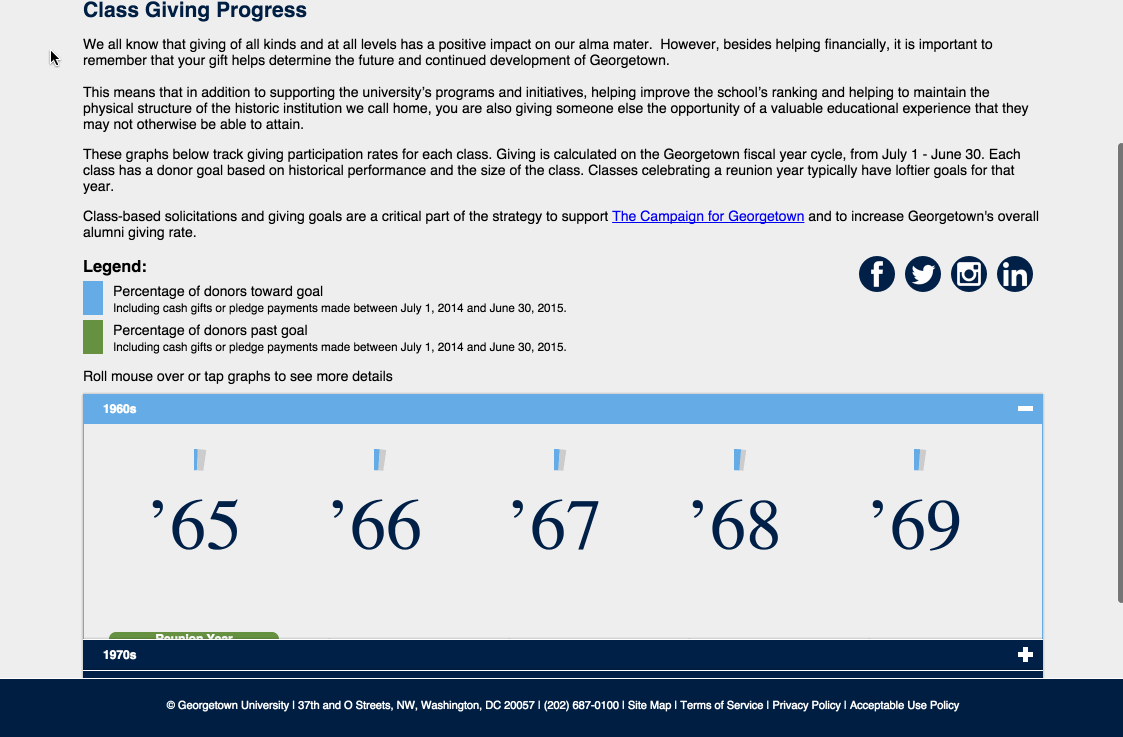 Class Giving Progress
We all know that giving of all kinds and at all levels has a positive impact on our alma mater.  However, besides helping financially, it is important to
remember that your gift helps determine the future and continued development of Georgetown.
This means that in addition to supporting the university's programs and initiatives, helping improve the school's ranking and helping to maintain the
physical structure of the historic institution we call home, you are also giving someone else the opportunity of a valuable educational experience that they
may not otherwise be able to attain.
These graphs below track giving participation rates for each class. Giving is calculated on the Georgetown fiscal year cycle, from July 1 - June 30. Each
class has a donor goal based on historical performance and the size of the class. Classes celebrating a reunion year typically have loftier goals for that
year.
Class-based solicitations and giving goals are a critical part of the strategy to support The Campaign for Georgetown and to increase Georgetown's overall
alumni giving rate.
Legend:
Percentage of donors toward goal
Including cash gifts or pledge payments made between July 1, 2014 and June 30, 2015.
Percentage of donors past goal
Including cash gifts or pledge payments made between July 1, 2014 and June 30, 2015.
Roll mouse over or tap graphs to see more details
1960s
’65 ’66 ’67 ’68 ’69
Reunion Year
1970s
© Georgetown University | 37th and O Streets, NW, Washington, DC 20057 | (202) 687-0100 | Site Map | Terms of Service | Privacy Policy | Acceptable Use Policy